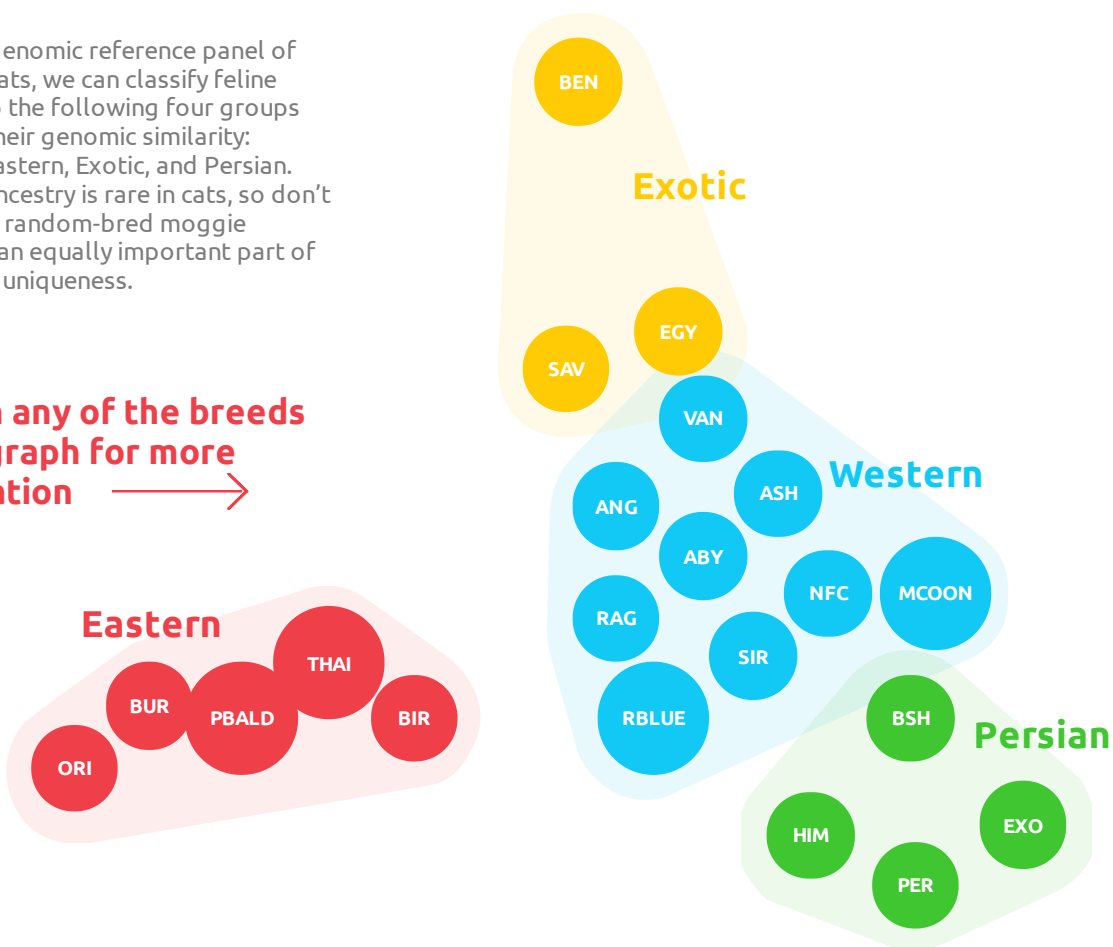 enomic reference panel of
ats, we can classify feline
the following four groups
heir genomic similarity:
astern, Exotic, and Persian.
ncestry is rare in cats, so don't
random-bred moggie
an equally important part of
uniqueness.
any of the breeds
graph for more
ation
BEN
Exotic
EGY
SAV
VAN
Western
ASH
ANG
ABY
NFC
MCOON
RAG
SIR
RBLUE
Eastern
THAI
BUR
PBALD
BIR
ORI
BSH
Persian
HIM
EXO
PER